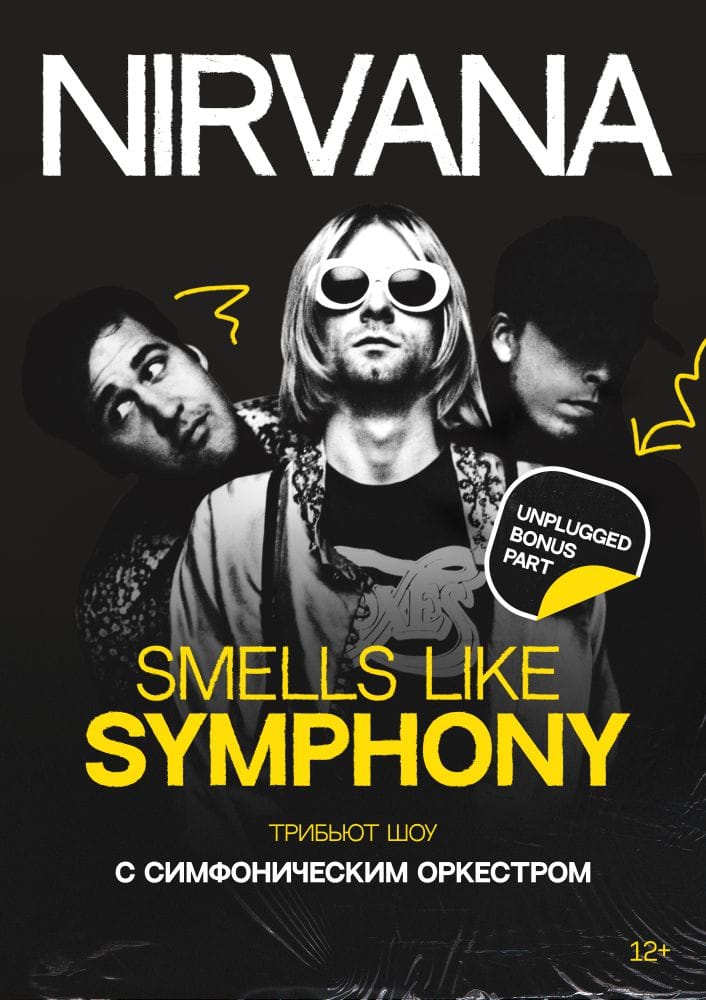 NIRVANA
UNPLUGGED
BONUS
PART
SMELLS LIKE
SYMPHONY
ТРИБЬЮТ ШОУ
С СИМФОНИЧЕСКИМ ОРКЕСТРОМ
12+